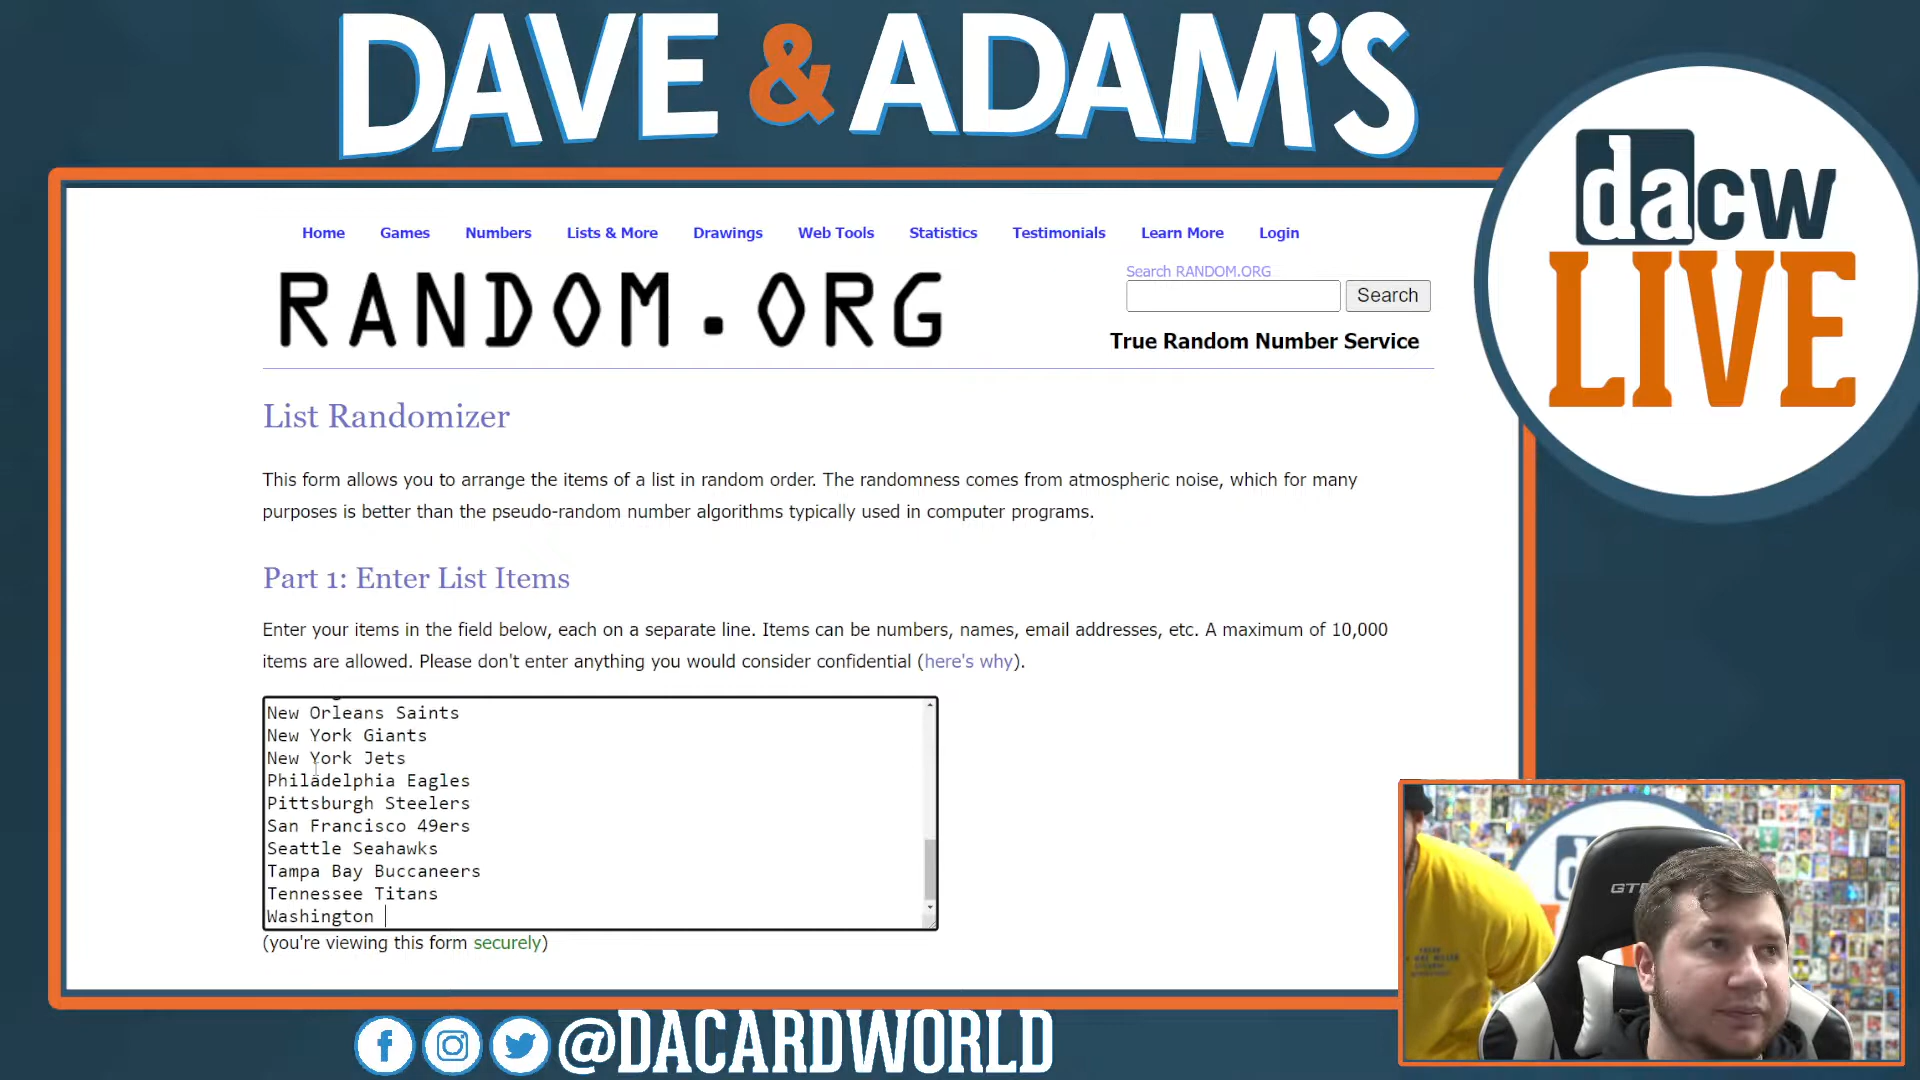 DAVE & ADAM'S
dacw
LIVE
Home Games Numbers Lists & More Drawings Web Tools Statistics Testimonials Learn More Login
RANDOM.ORG
Search RANDOM.ORG
Search
True Random Number Service
List Randomizer
This form allows you to arrange the items of a list in random order. The randomness comes from atmospheric noise, which for many
purposes is better than the pseudo-random number algorithms typically used in computer programs.
Part 1: Enter List Items
Enter your items in the field below, each on a separate line. Items can be numbers, names, email addresses, etc. A maximum of 10,000
items are allowed. Please don't enter anything you would consider confidential (here's why).
New Orleans Saints
New York Giants
New York Jets
Philadelphia Eagles
Pittsburgh Steelers
San Francisco 49ers
Seattle Seahawks
Tampa Bay Buccaneers
Tennessee Titans
Washington
(you're viewing this form securely)
@DACARDWORLD